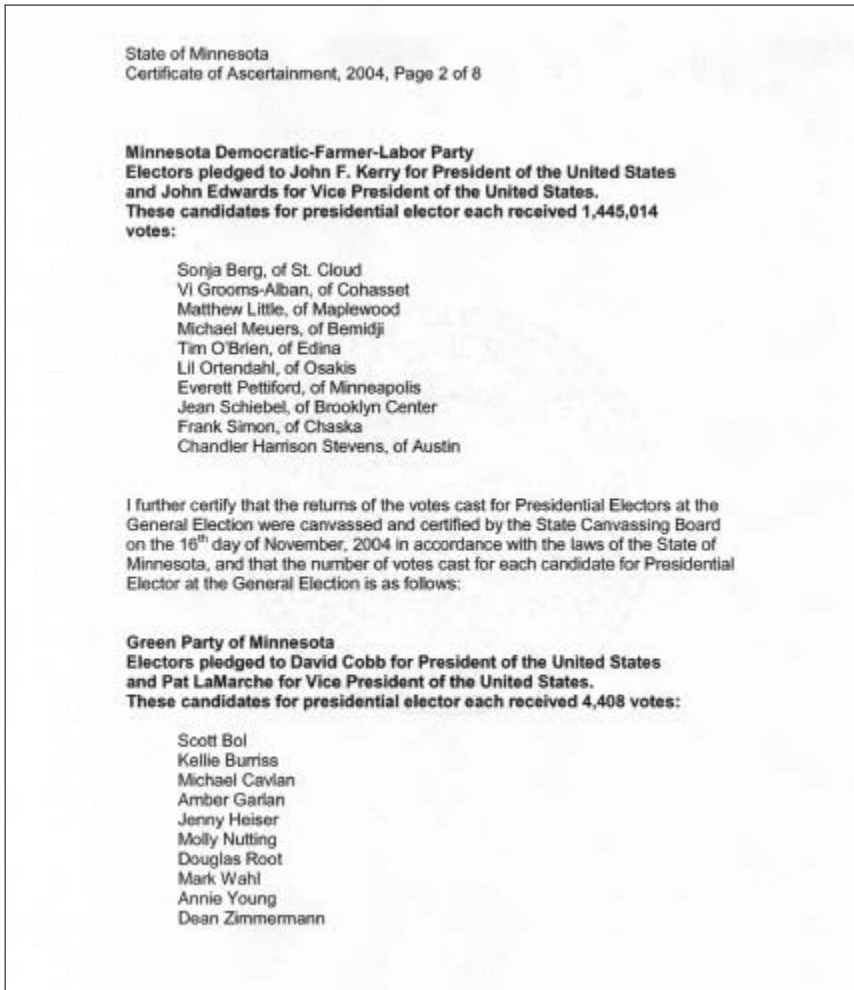 State of Minnesota
Certificate of Ascertainment, 2004, Page 2 of 8
Minnesota Democratic-Farmer-Labor Party
Electors pledged to John F. Kerry for President of the United States
and John Edwards for Vice President of the United States.
These candidates for presidential elector each received 1,445,014
votes:
Sonja Berg, of St. Cloud
Vi Grooms-Alban, of Cohasset
Matthew Little, of Maplewood
Michael Meuers, of Bemidji
Tim O'Brien, of Edina
Lil Ortendahl, of Osakis
Everett Pettiford, of Minneapolis
Jean Schiebel, of Brooklyn Center
Frank Simon, of Chaska
Chandler Harrison Stevens, of Austin
I further certify that the returns of the votes cast for Presidential Electors at the
General Election were canvassed and certified by the State Canvassing Board
on the 16th day of November, 2004 in accordance with the laws of the State of
Minnesota, and that the number of votes cast for each candidate for Presidential
Elector at the General Election is as follows:
Green Party of Minnesota
Electors pledged to David Cobb for President of the United States
and Pat LaMarche for Vice President of the United States.
These candidates for presidential elector each received 4,408 votes:
Scott Bol
Kellie Burriss
Michael Cavlan
Amber Garlan
Jenny Heiser
Molly Nutting
Douglas Root
Mark Wahl
Annie Young
Dean Zimmermann